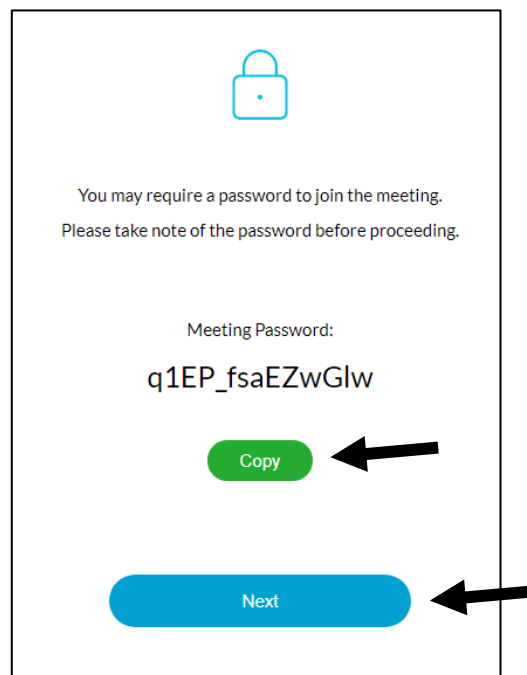 You may require a password to join the meeting.
Please take note of the password before proceeding.
Meeting Password:
q1EP_fsaEZwGlw
Copy
Next